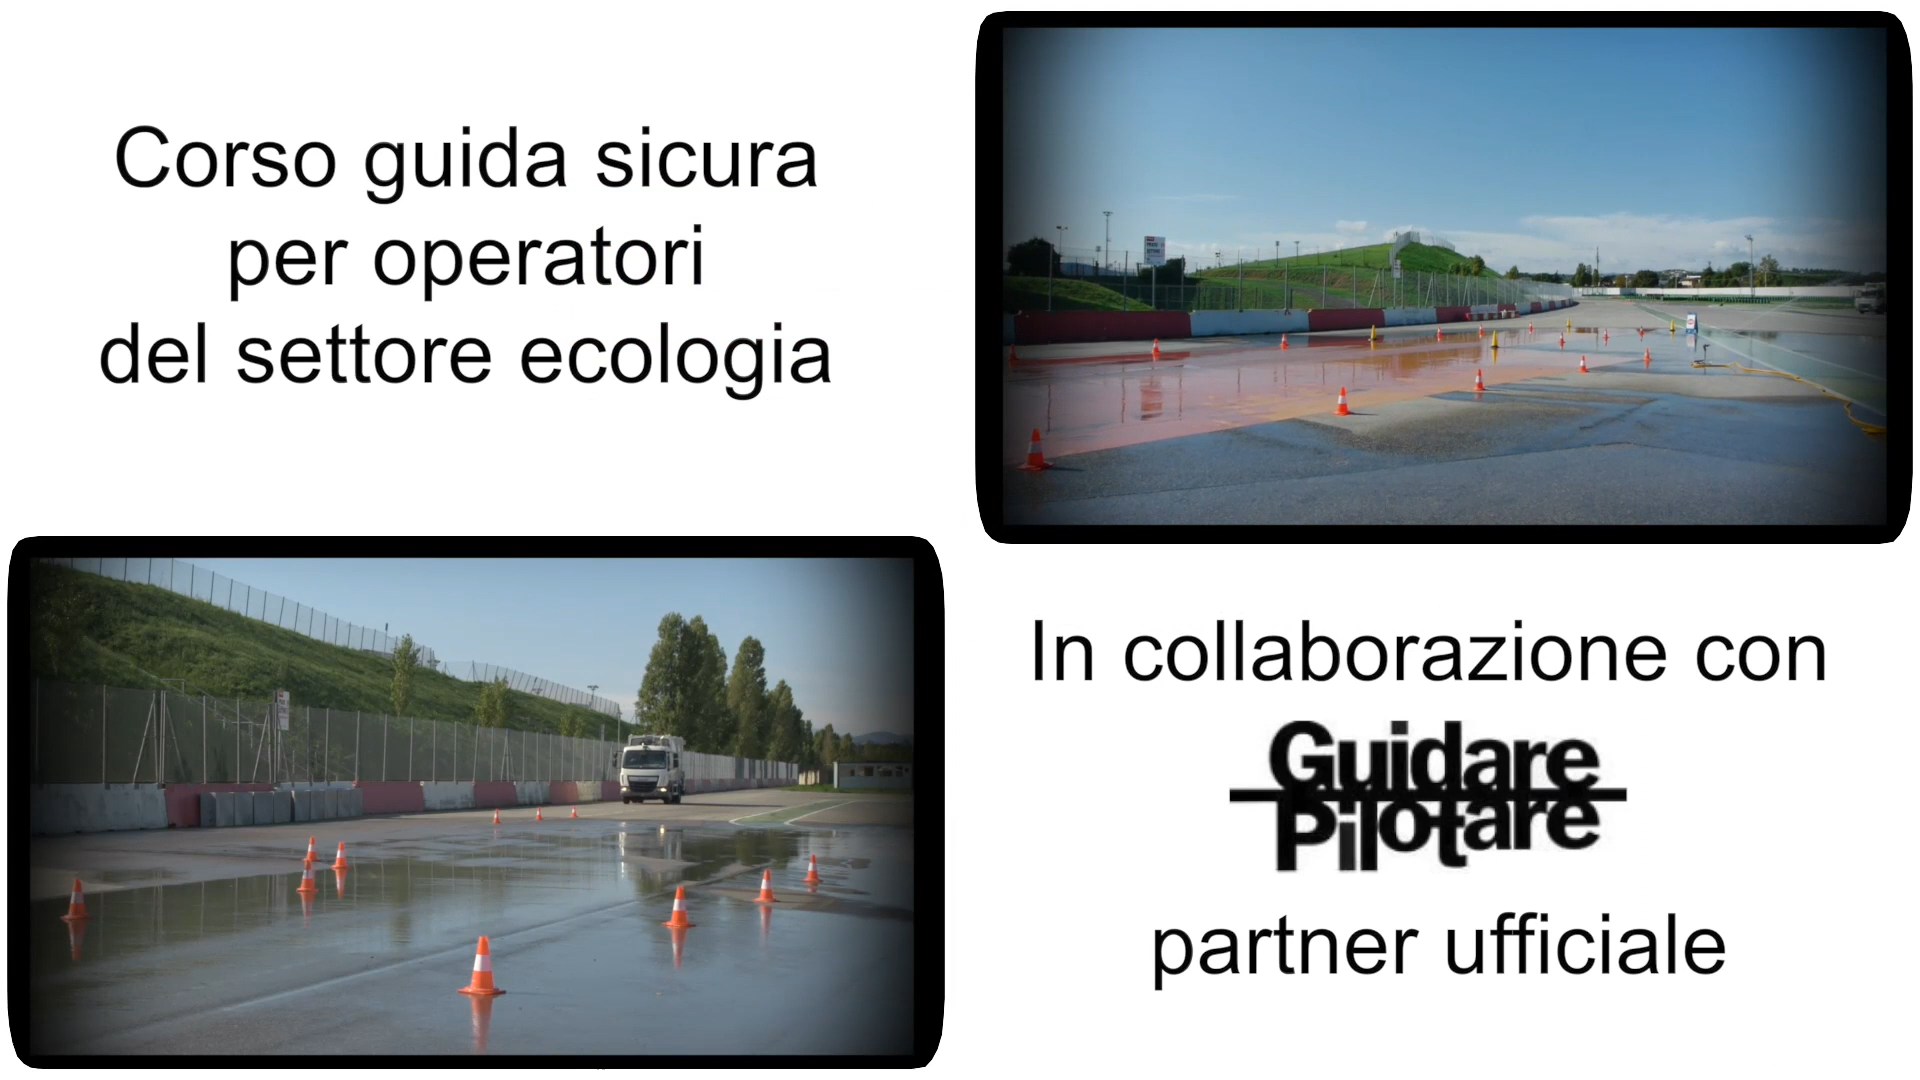 Corso guida sicura
per operatori
del settore ecologia
In collaborazione con
Guidare
Pilotare
partner ufficiale